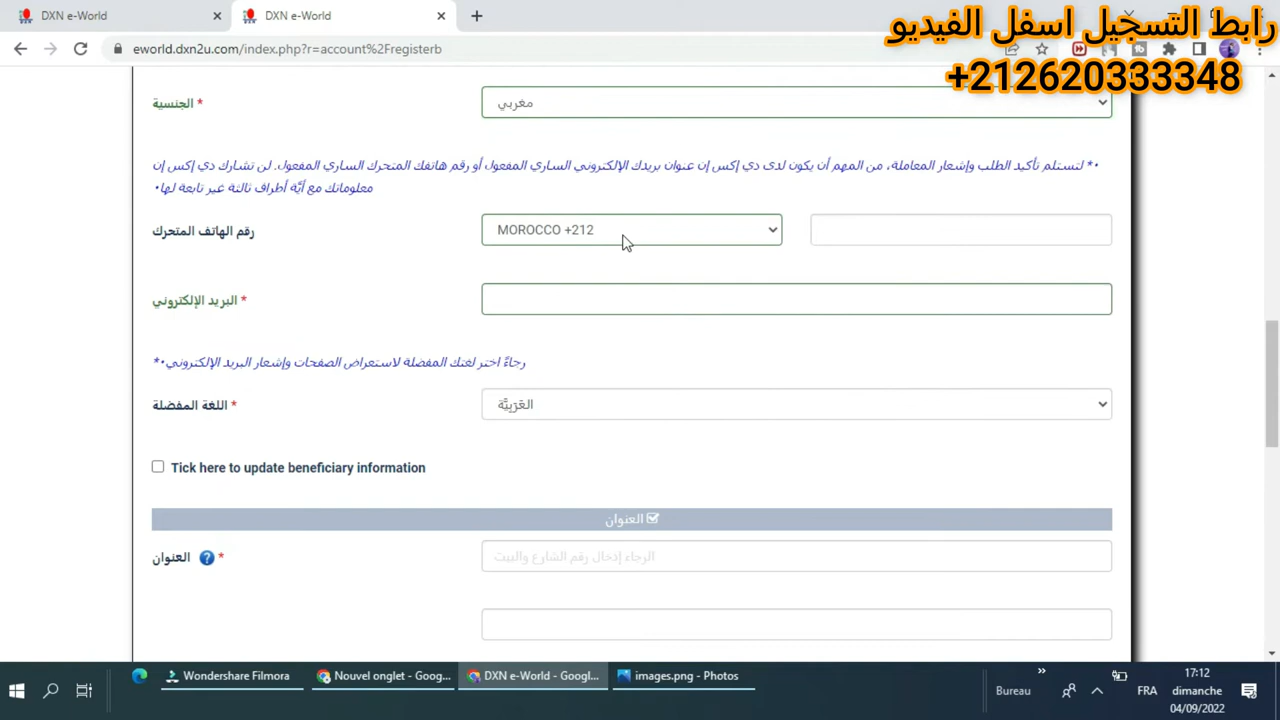 DXN e-World
DXN e-World
رابط التسجيل اسفل الفيديو
eworld.dxn2u.com/index.php?r=account%2Fregisterb
+212620333348
الجنسية *
مغربي
*• لتستلم تأكيد الطلب وإشعار المعاملة، من المهم أن يكون لدى دي إكس إن عنوان بريدك الإلكتروني الساري المفعول أو رقم هاتفك المتحرك الساري المفعول. لن تشارك دي إكس إن
معلوماتك مع أيَّة أطراف ثالثة غير تابعة لها•
رقم الهاتف المتحرك
MOROCCO +212
البريد الإلكتروني *
رجاءً اختر لغتك المفضلة لاستعراض الصفحات وإشعار البريد الإلكتروني•*
اللغة المفضلة *
العَرَبِيَّة
Tick here to update beneficiary information
العنوان
العنوان *
الرجاء إدخال رقم الشارع والبيت
Wondershare Filmora
Nouvel onglet - Goog...
DXN e-World - Googl...
images.png - Photos
Bureau
FRA
17:12
dimanche
04/09/2022